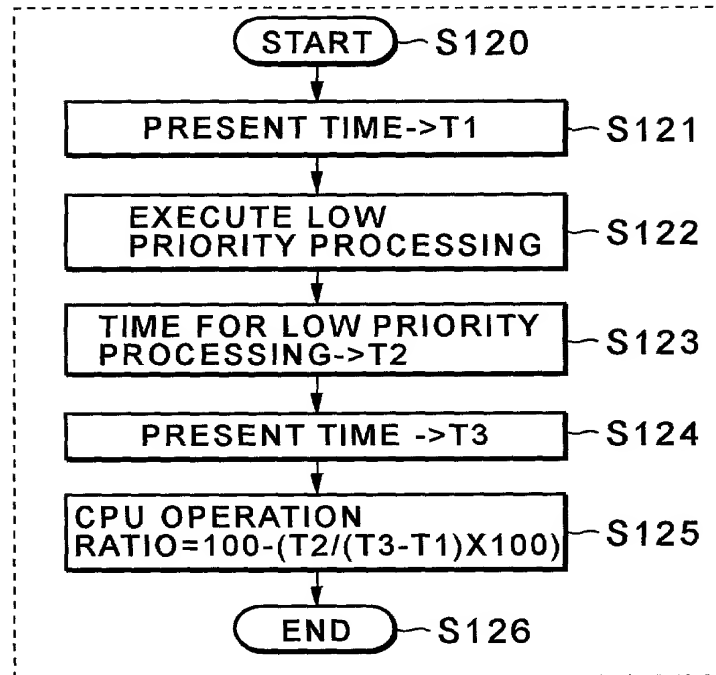 START S120
PRESENT TIME->T1 S121
EXECUTE LOW
PRIORITY PROCESSING S122
TIME FOR LOW PRIORITY
PROCESSING->T2 S123
PRESENT TIME ->T3 S124
CPU OPERATION
RATIO=100-(T2/(T3-T1)X100) S125
END S126